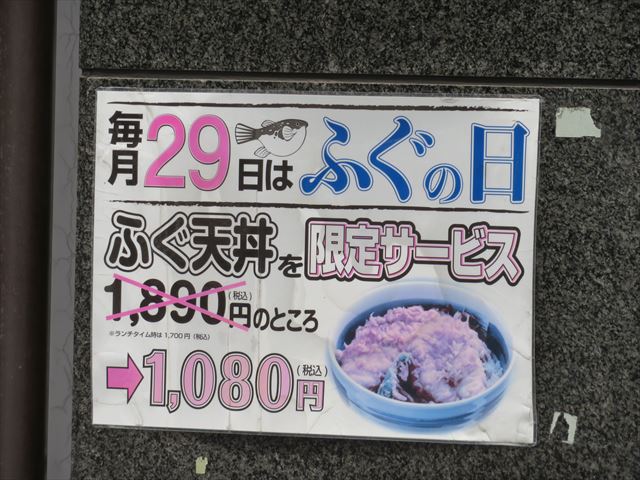 毎月29日はふぐの日
ふぐ天丼を限定サービス
1,890円(税込)のところ
※ランチタイム時は1,700円(税込)
➡1,080円(税込)